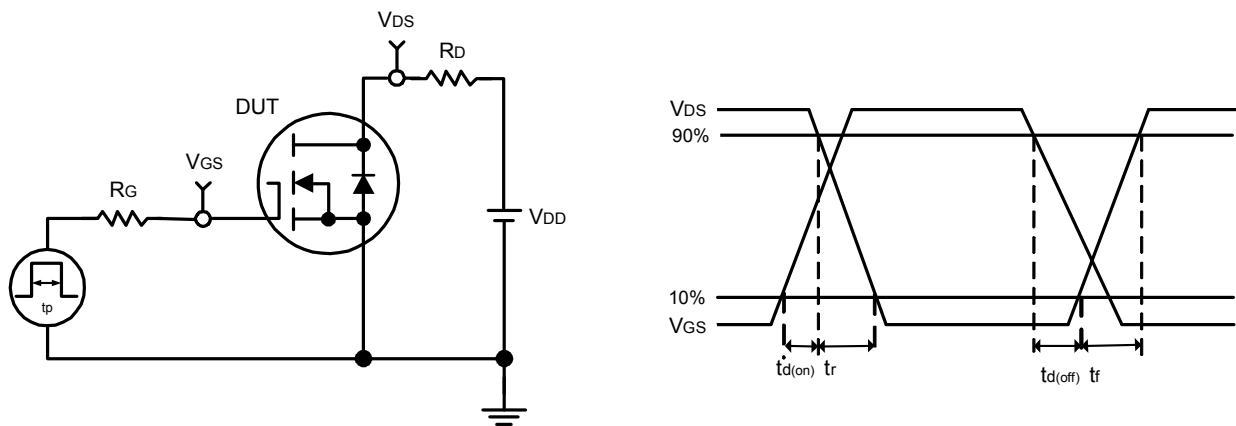 VDS
RD
DUT
VGS
RG
VDD
tp
VDS
90%
10%
VGS
td(on) tr
td(off) tf